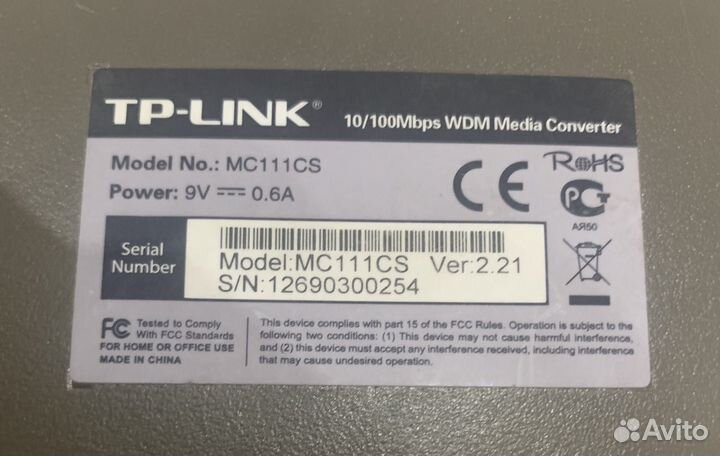 TP-LINK®
10/100Mbps WDM Media Converter
Model No.: MC111CS
Power: 9V 0.6A
CE
RoHS
РСТ
АЯ50
Serial
Number
Model:MC111CS Ver:2.21
S/N:12690300254
FC Tested to Comply
With FCC Standards
FOR HOME OR OFFICE USE
MADE IN CHINA
This device complies with part 15 of the FCC Rules. Operation is subject to the
following two conditions: (1) This device may not cause harmful interference,
and (2) this device must accept any interference received, including interference
that may cause undesired operation.
Avito